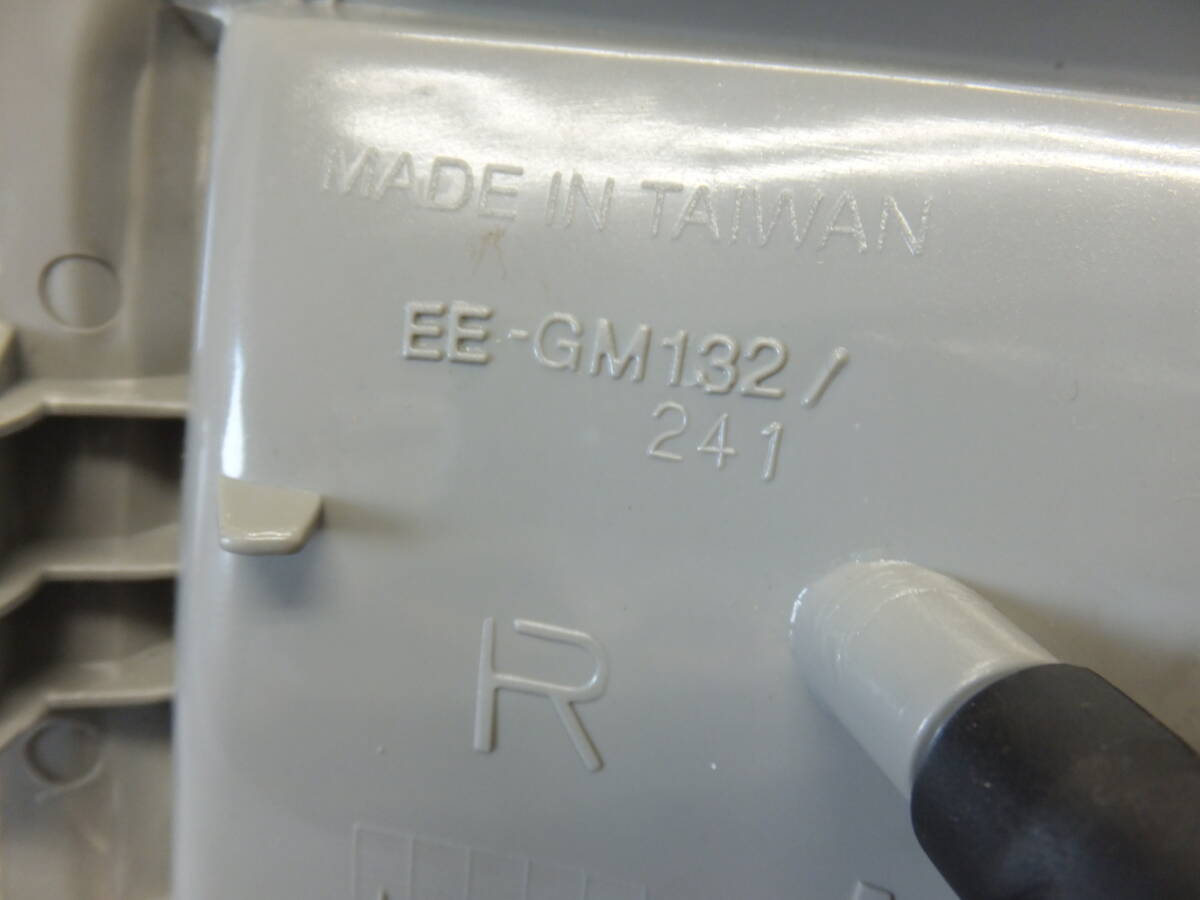 MADE IN TAIWAN
EE-GM132/
241
R